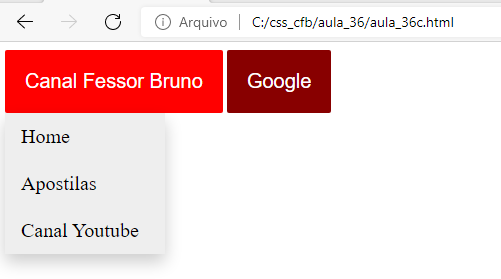 Arquivo | C:/css_cfb/aula_36/aula_36c.html
Canal Fessor Bruno
Google
Home
Apostilas
Canal Youtube